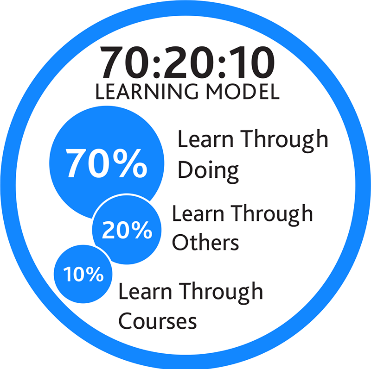 70:20:10
LEARNING MODEL
70%
Learn Through
Doing
20%
Learn Through
Others
10%
Learn Through
Courses